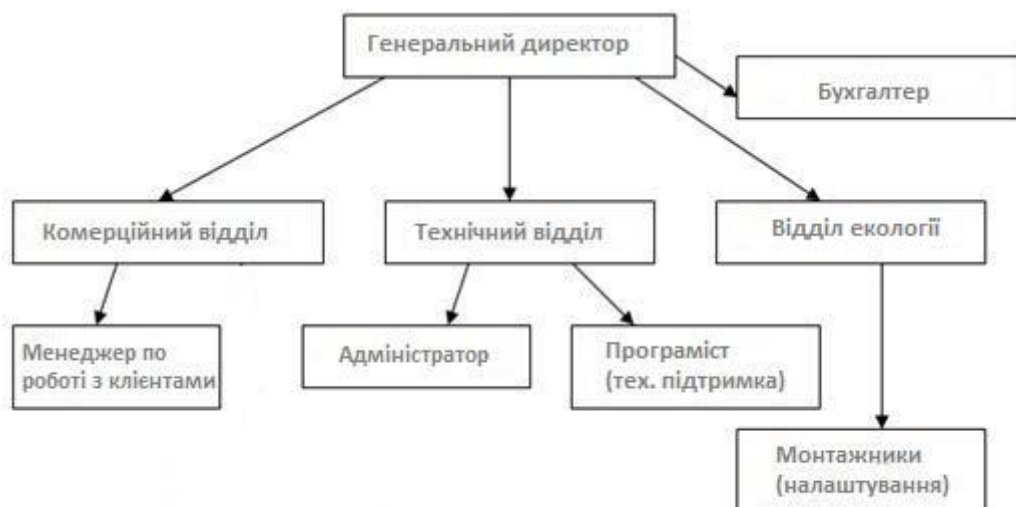 Генеральний директор
Бухгалтер
Комерційний відділ
Технічний відділ
Відділ екології
Менеджер по
роботі з клієнтами
Адміністратор
Програміст
(тех. підтримка)
Монтажники
(налаштування)